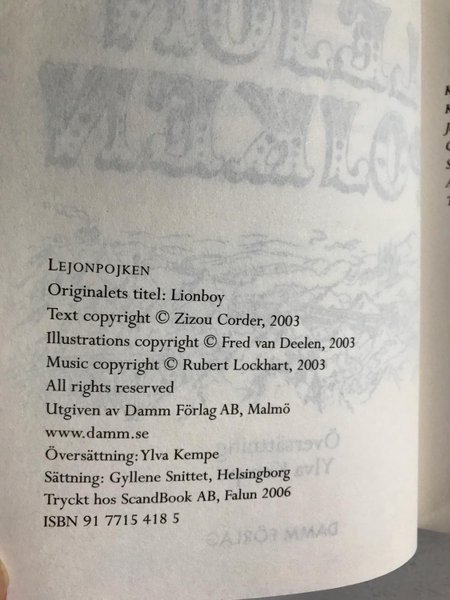 LEJONPOJKEN
Originalets titel: Lionboy
Text copyright © Zizou Corder, 2003
Illustrations copyright © Fred van Deelen, 2003
Music copyright © Rubert Lockhart, 2003
All rights reserved
Utgiven av Damm Förlag AB, Malmö
www.damm.se
Översättning: Ylva Kempe
Sättning: Gyllene Snittet, Helsingborg
Tryckt hos ScandBook AB, Falun 2006
ISBN 91 7715 418 5